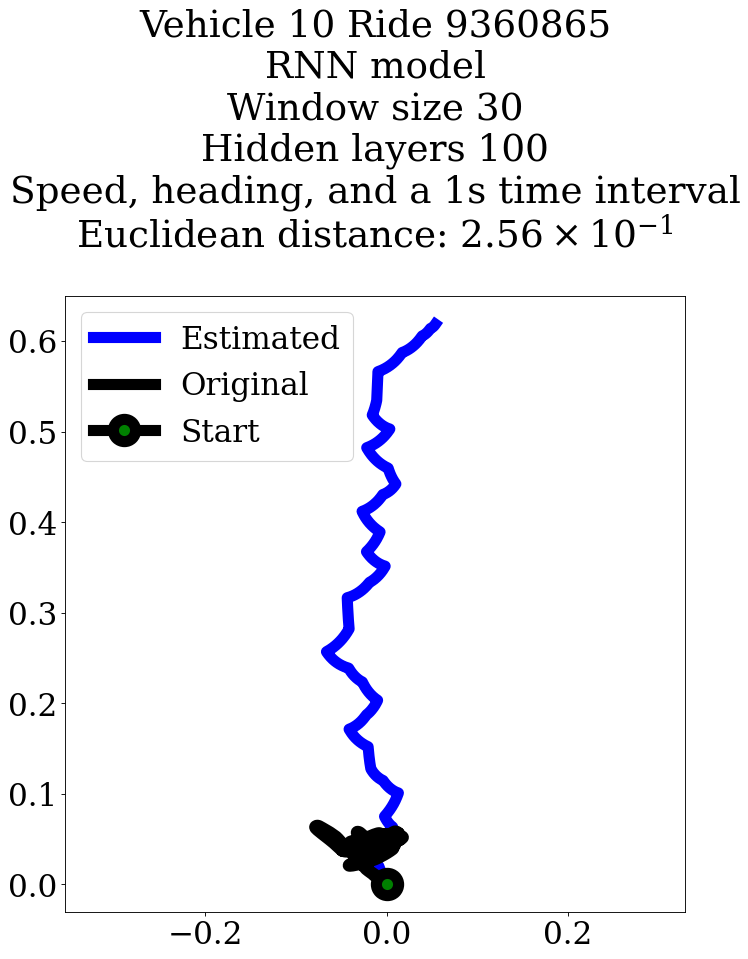 Vehicle 10 Ride 9360865
RNN model
Window size 30
Hidden layers 100
Speed, heading, and a 1s time interval
Euclidean distance: 2.56 × 10⁻¹
Estimated
Original
Start
0.6
0.5
0.4
0.3
0.2
0.1
0.0
−0.2
0.0
0.2